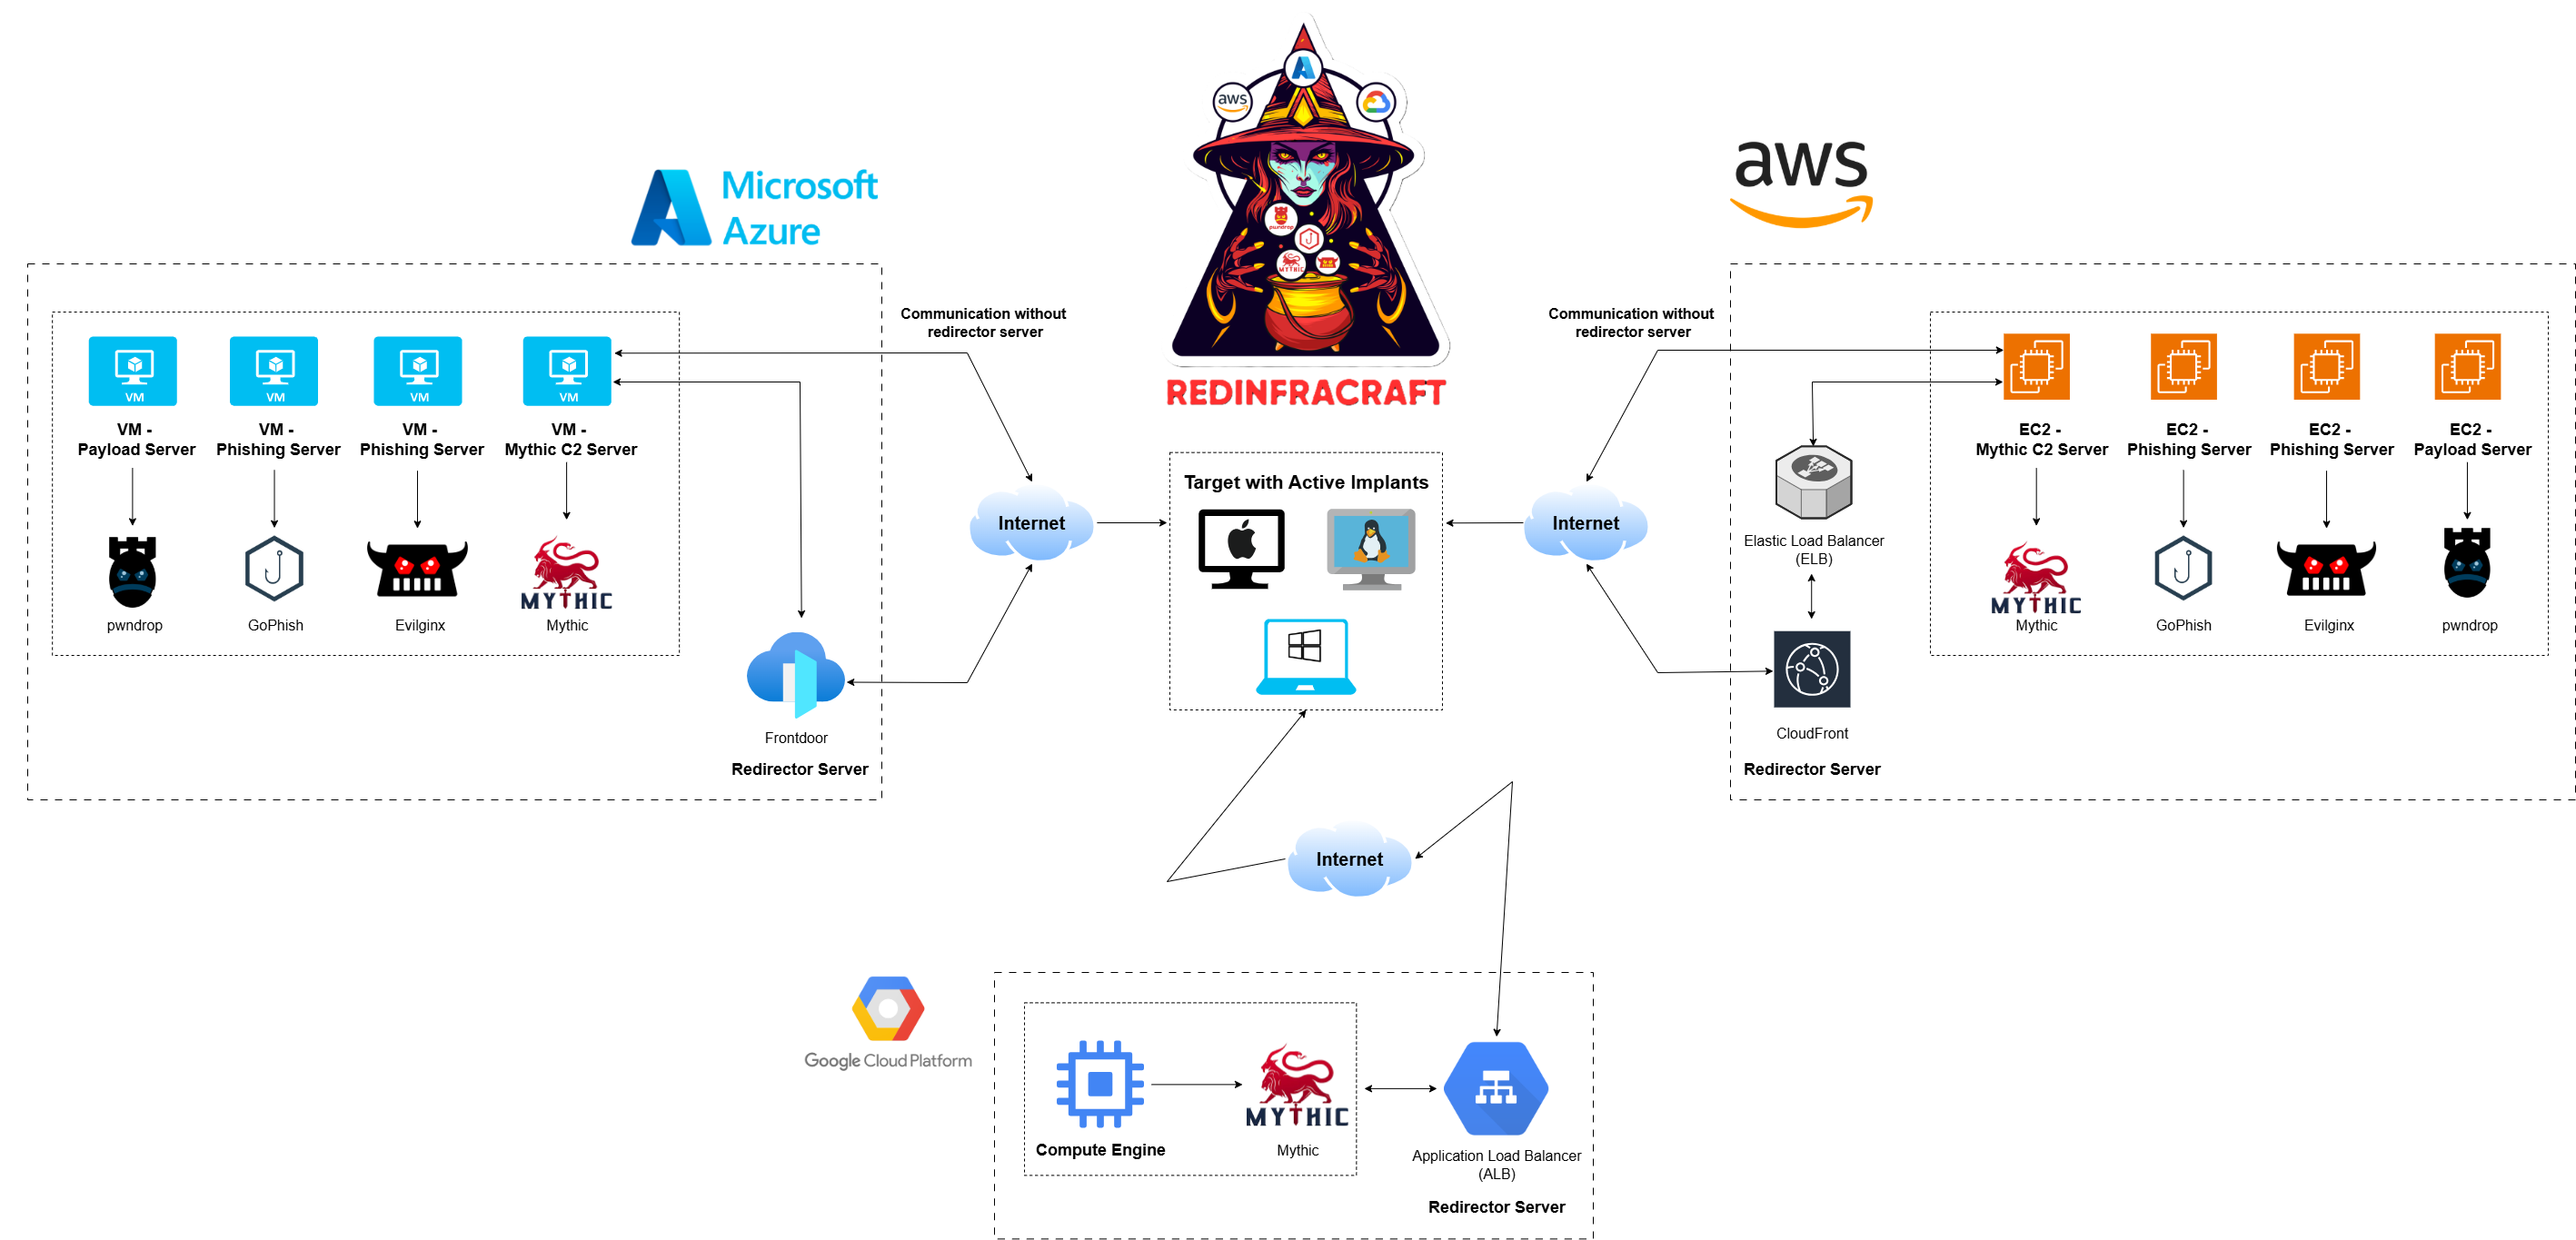 aws
pwndrop
MYTHIC
REDINFRACRAFT
Microsoft
Azure
aws
Communication without
redirector server
Communication without
redirector server
VM
VM
VM
VM
VM -
Payload Server
VM -
Phishing Server
VM -
Phishing Server
VM -
Mythic C2 Server
MYTHIC
pwndrop
GoPhish
Evilginx
Mythic
Frontdoor
Redirector Server
Internet
Target with Active Implants
Internet
Elastic Load Balancer
(ELB)
CloudFront
Redirector Server
EC2 -
Mythic C2 Server
EC2 -
Phishing Server
EC2 -
Phishing Server
EC2 -
Payload Server
MYTHIC
Mythic
GoPhish
Evilginx
pwndrop
Internet
Google Cloud Platform
Compute Engine
MYTHIC
Mythic
Application Load Balancer
(ALB)
Redirector Server